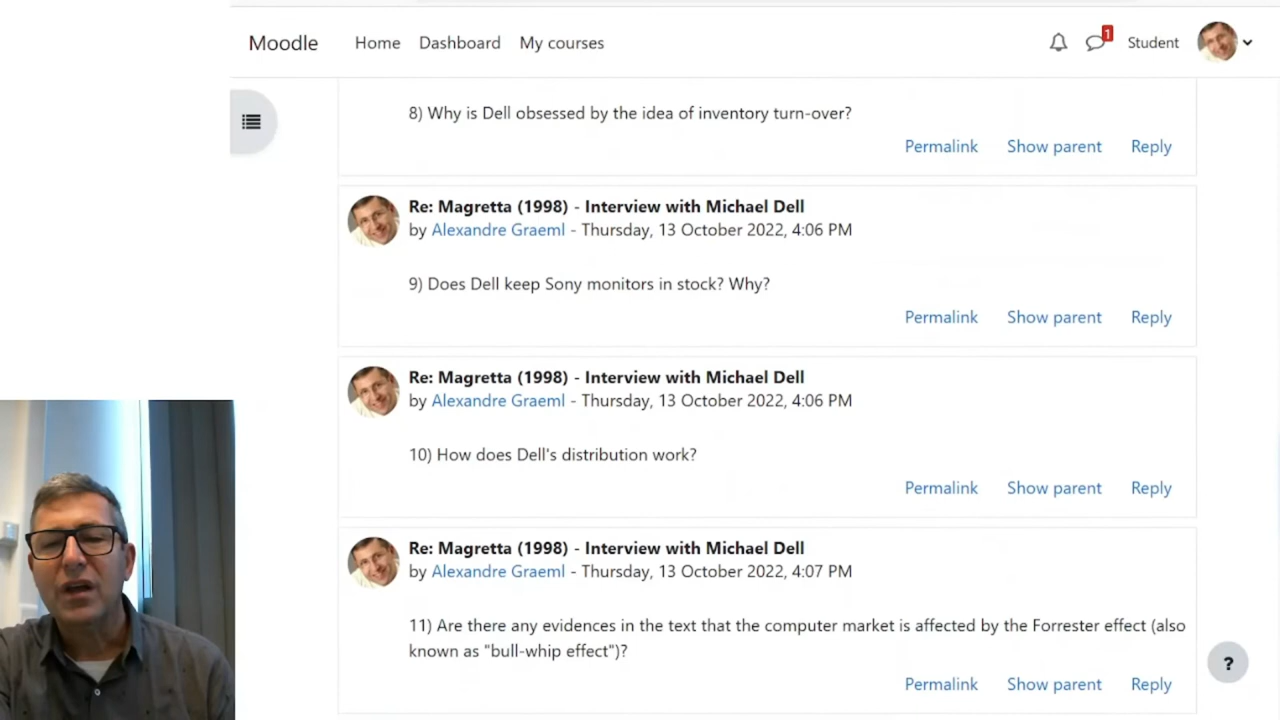 Moodle Home Dashboard My courses 1 Student
8) Why is Dell obsessed by the idea of inventory turn-over?
Permalink Show parent Reply
Re: Magretta (1998) - Interview with Michael Dell
by Alexandre Graeml - Thursday, 13 October 2022, 4:06 PM
9) Does Dell keep Sony monitors in stock? Why?
Permalink Show parent Reply
Re: Magretta (1998) - Interview with Michael Dell
by Alexandre Graeml - Thursday, 13 October 2022, 4:06 PM
10) How does Dell's distribution work?
Permalink Show parent Reply
Re: Magretta (1998) - Interview with Michael Dell
by Alexandre Graeml - Thursday, 13 October 2022, 4:07 PM
11) Are there any evidences in the text that the computer market is affected by the Forrester effect (also
known as "bull-whip effect")?
Permalink Show parent Reply
?